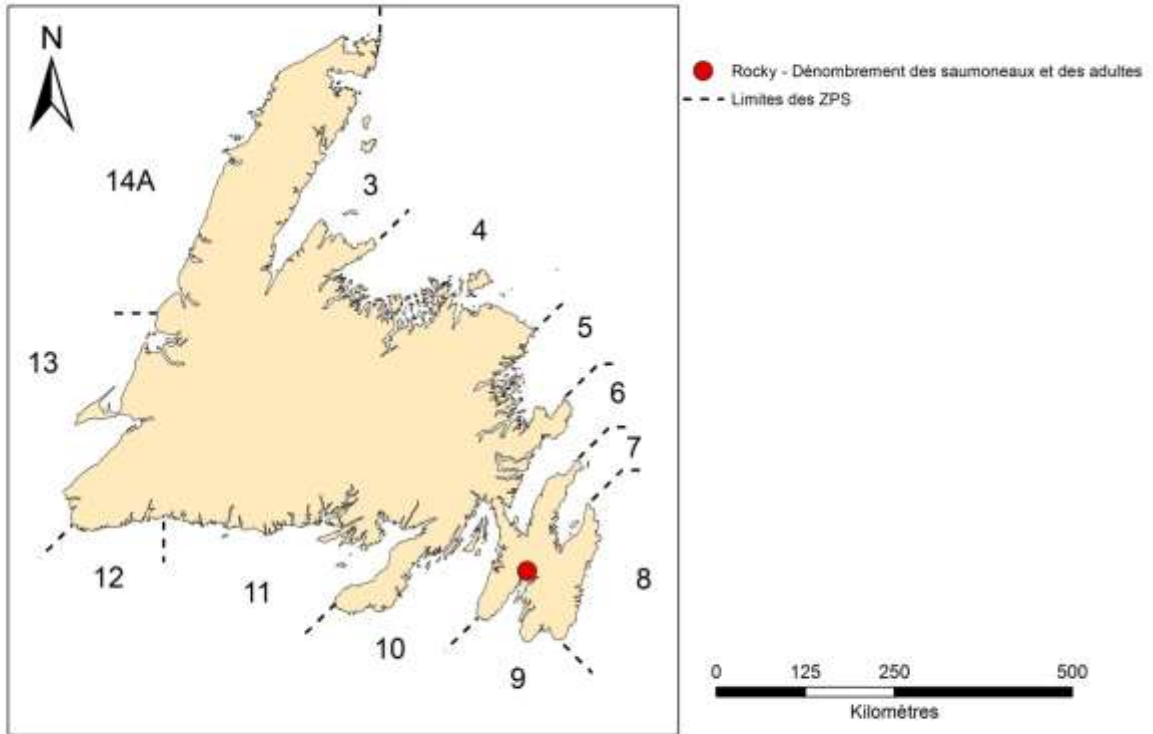 N
14A
3
4
5
13
6
7
12
11
8
10
9
Rocky - Dénombrement des saumoneaux et des adultes
Limites des ZPS
0 125 250 500
Kilomètres